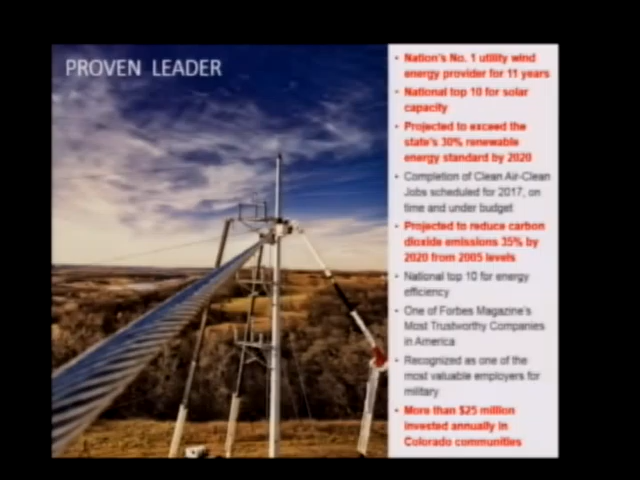 PROVEN LEADER
• Nation's No. 1 utility wind
energy provider for 11 years
• National top 10 for solar
capacity
• Projected to exceed the
state's 30% renewable
energy standard by 2020
• Completion of Clean Air-Clean
Jobs scheduled for 2017, on
time and under budget
• Projected to reduce carbon
dioxide emissions 35% by
2020 from 2005 levels
• National top 10 for energy
efficiency
• One of Forbes Magazine's
Most Trustworthy Companies
in America
• Recognized as one of the
most valuable employers for
military
• More than $25 million
invested annually in
Colorado communities